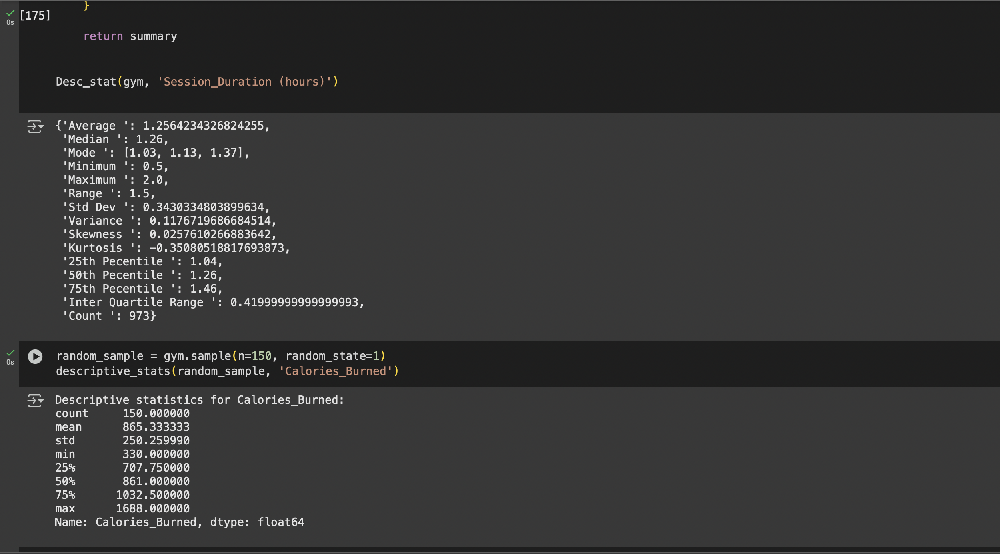 }
[175]
0s
return summary
Desc_stat(gym, 'Session_Duration (hours)')
{'Average ': 1.2564234326824255,
'Median ': 1.26,
'Mode ': [1.03, 1.13, 1.37],
'Minimum ': 0.5,
'Maximum ': 2.0,
'Range ': 1.5,
'Std Dev ': 0.3430334803899634,
'Variance ': 0.1176719686684514,
'Skewness ': 0.0257610266883642,
'Kurtosis ': -0.35080518817693873,
'25th Pecentile ': 1.04,
'50th Pecentile ': 1.26,
'75th Pecentile ': 1.46,
'Inter Quartile Range ': 0.41999999999999993,
'Count ': 973}
0s
random_sample = gym.sample(n=150, random_state=1)
descriptive_stats(random_sample, 'Calories_Burned')
Descriptive statistics for Calories_Burned:
count     150.000000
mean      865.333333
std       250.259990
min       330.000000
25%       707.750000
50%       861.000000
75%      1032.500000
max      1688.000000
Name: Calories_Burned, dtype: float64